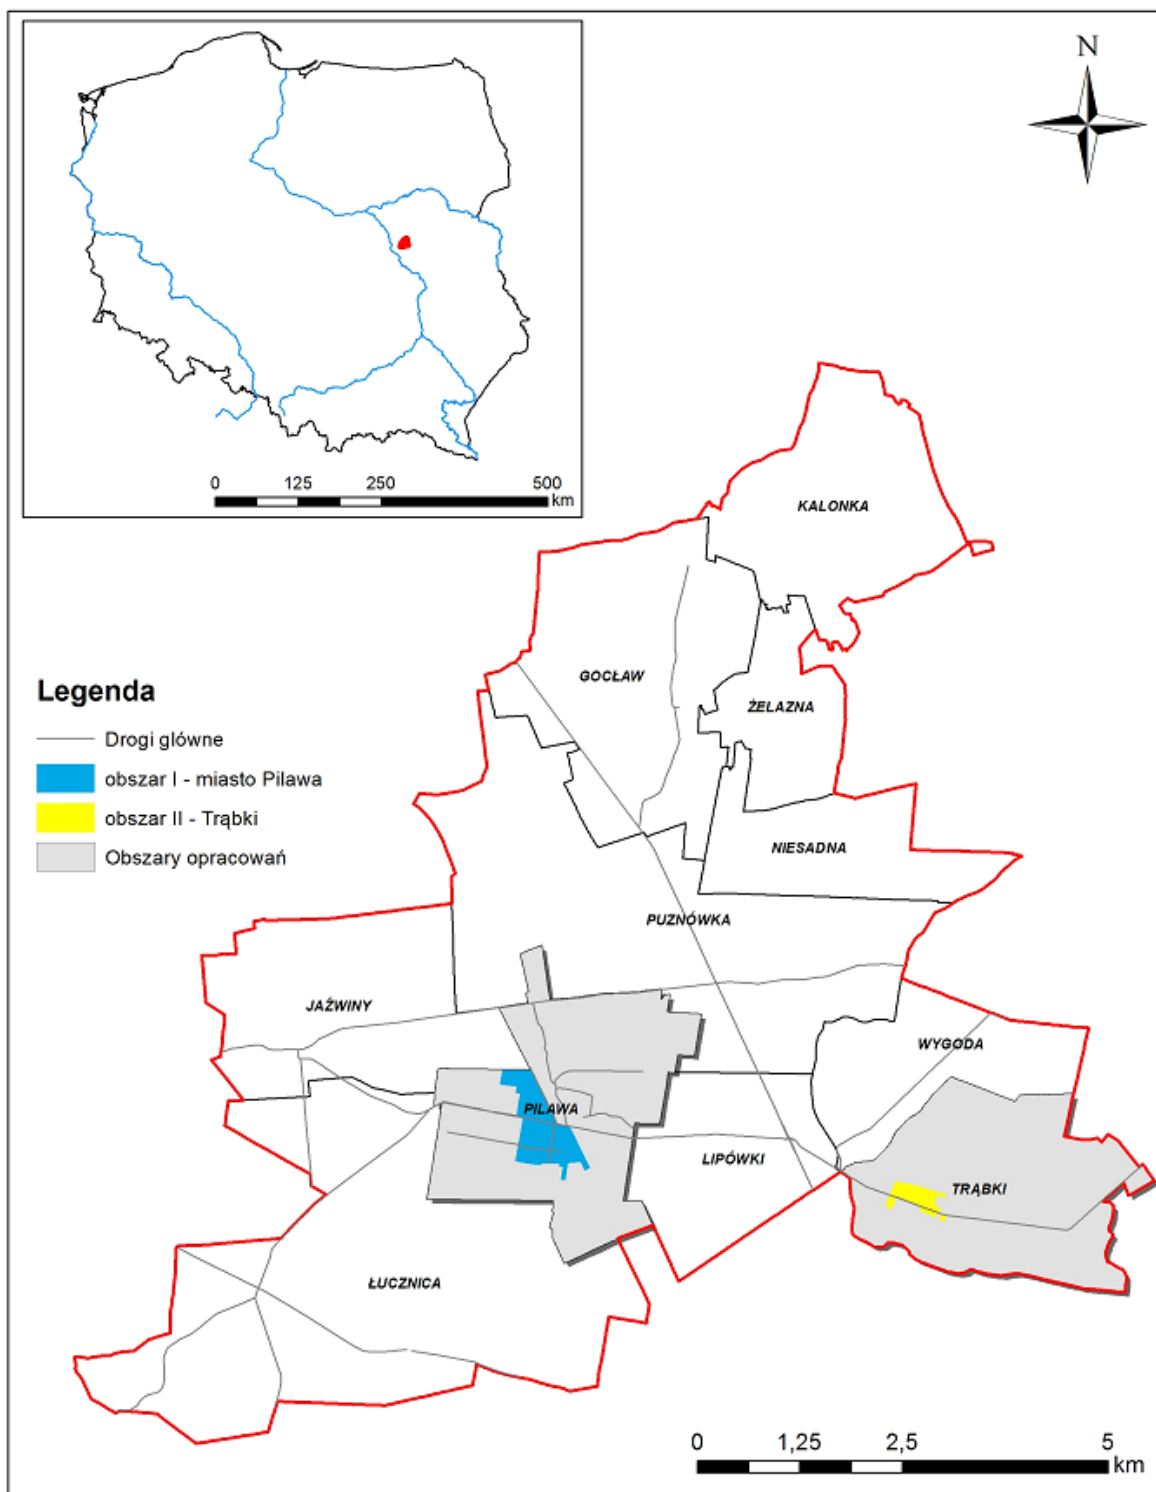 N
0 125 250 500
km
KALONKA
GOCŁAW
ŻELAZNA
Legenda
Drogi glówne
obszar I - miasto Pilawa
obszar II - Trąbki
Obszary opracowań
NIESADNA
PUZNÓWKA
JAŹWINY
WYGODA
PILAWA
LIPÓWKI
TRĄBKI
ŁUCZNICA
0 1,25 2,5 5
km